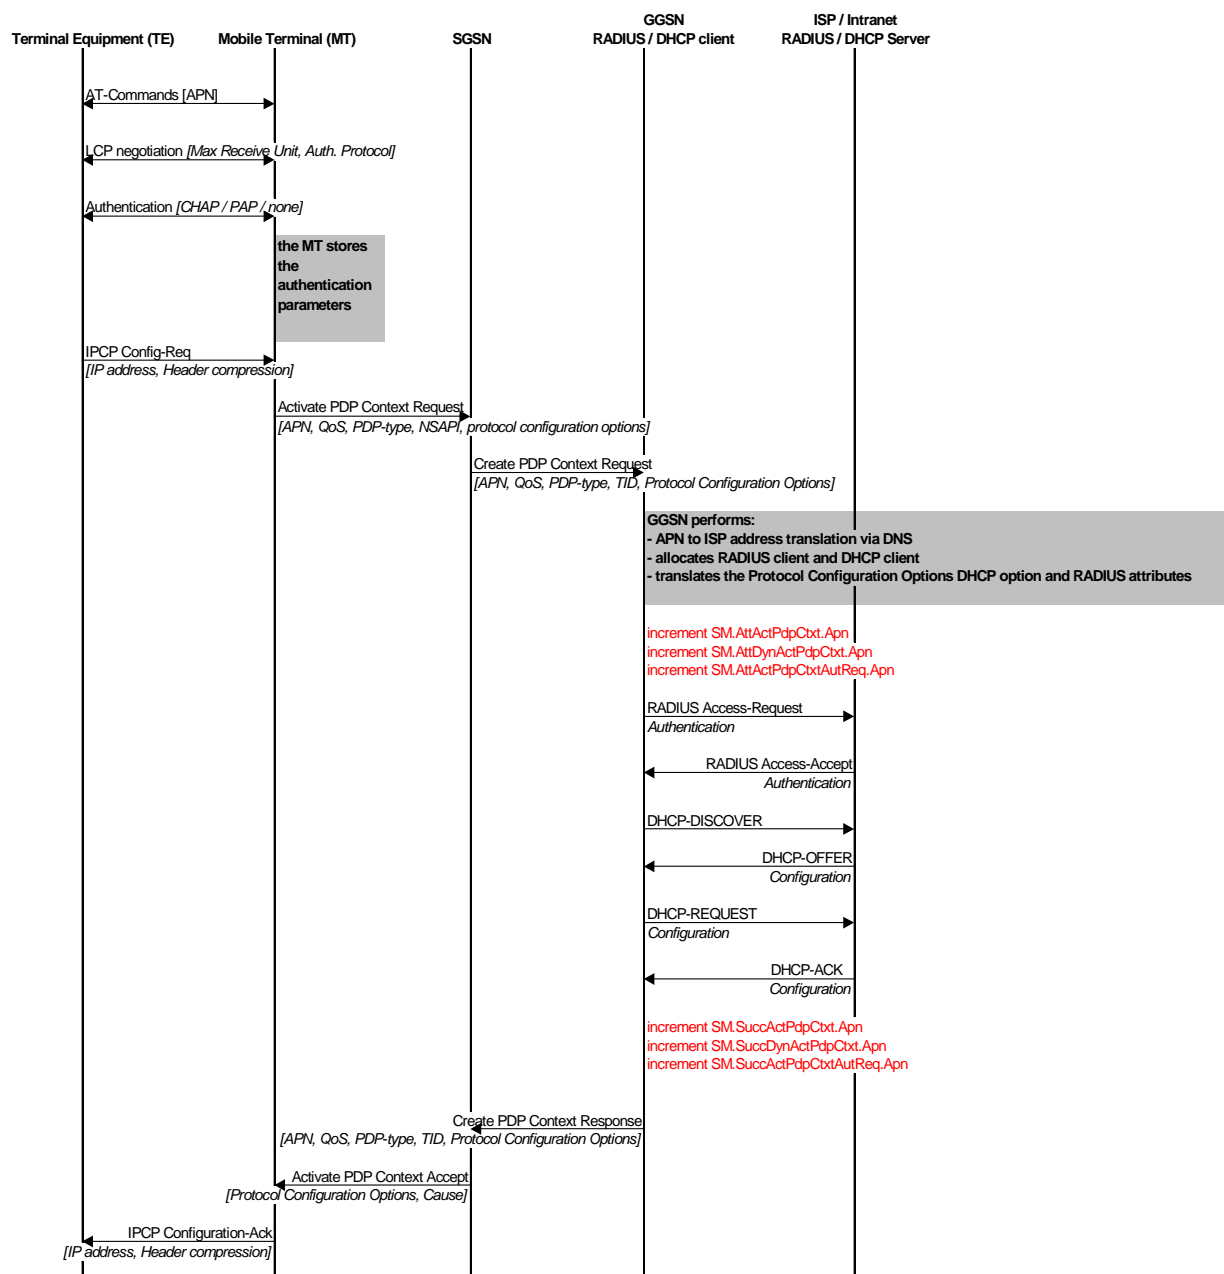 GGSN
ISP / Intranet
Terminal Equipment (TE)
Mobile Terminal (MT)
SGSN
RADIUS / DHCP client
RADIUS / DHCP Server
AT-Commands [APN]
LCP negotiation [Max Receive Unit, Auth. Protocol]
Authentication [CHAP / PAP / none]
the MT stores
the
authentication
parameters
IPCP Config-Req
[IP address, Header compression]
Activate PDP Context Request
[APN, QoS, PDP-type, NSAPI, protocol configuration options]
Create PDP Context Request
[APN, QoS, PDP-type, TID, Protocol Configuration Options]
GGSN performs:
- APN to ISP address translation via DNS
- allocates RADIUS client and DHCP client
- translates the Protocol Configuration Options DHCP option and RADIUS attributes
increment SM.AttActPdpCtxt.Apn
increment SM.AttDynActPdpCtxt.Apn
increment SM.AttActPdpCtxtAutReq.Apn
RADIUS Access-Request
Authentication
RADIUS Access-Accept
Authentication
DHCP-DISCOVER
DHCP-OFFER
Configuration
DHCP-REQUEST
Configuration
DHCP-ACK
Configuration
increment SM.SuccActPdpCtxt.Apn
increment SM.SuccDynActPdpCtxt.Apn
increment SM.SuccActPdpCtxtAutReq.Apn
Create PDP Context Response
[APN, QoS, PDP-type, TID, Protocol Configuration Options]
Activate PDP Context Accept
[Protocol Configuration Options, Cause]
IPCP Configuration-Ack
[IP address, Header compression]